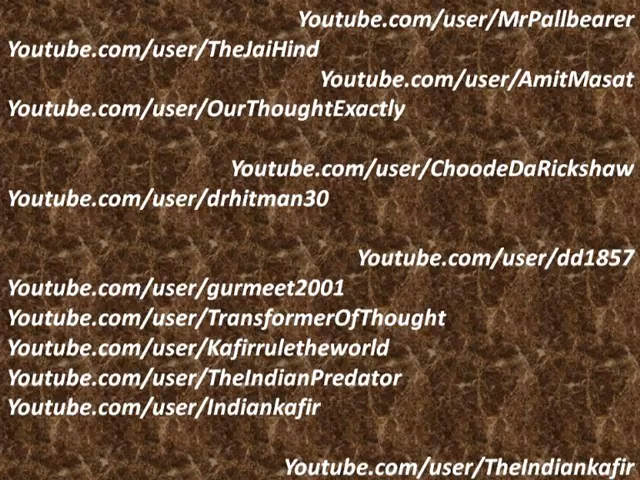 Youtube.com/user/MrPallbearer
Youtube.com/user/TheJaiHind
Youtube.com/user/AmitMasat
Youtube.com/user/OurThoughtExactly
Youtube.com/user/ChoodeDaRickshaw
Youtube.com/user/drhitman30
Youtube.com/user/dd1857
Youtube.com/user/gurmeet2001
Youtube.com/user/TransformerOfThought
Youtube.com/user/Kafirruletheworld
Youtube.com/user/TheIndianPredator
Youtube.com/user/Indiankafir
Youtube.com/user/TheIndiankafir